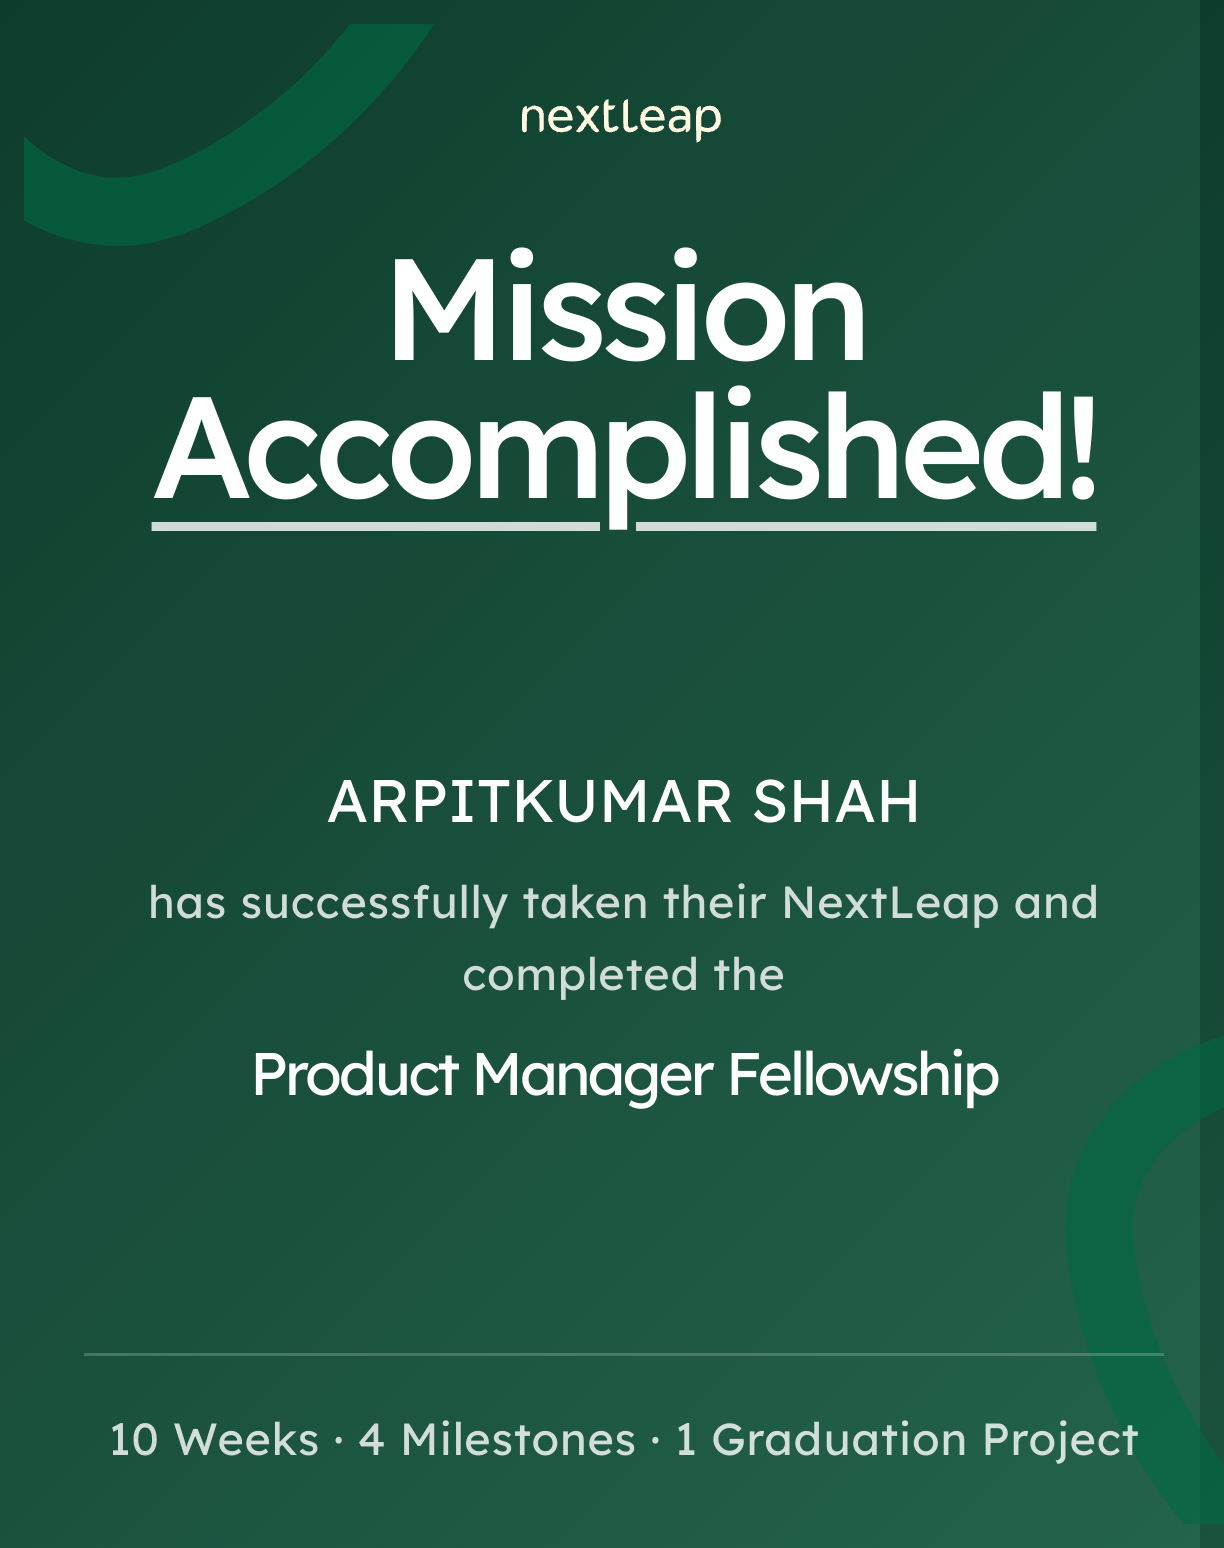 nextleap
Mission
Accomplished!
ARPITKUMAR SHAH
has successfully taken their NextLeap and
completed the
Product Manager Fellowship
10 Weeks · 4 Milestones · 1 Graduation Project